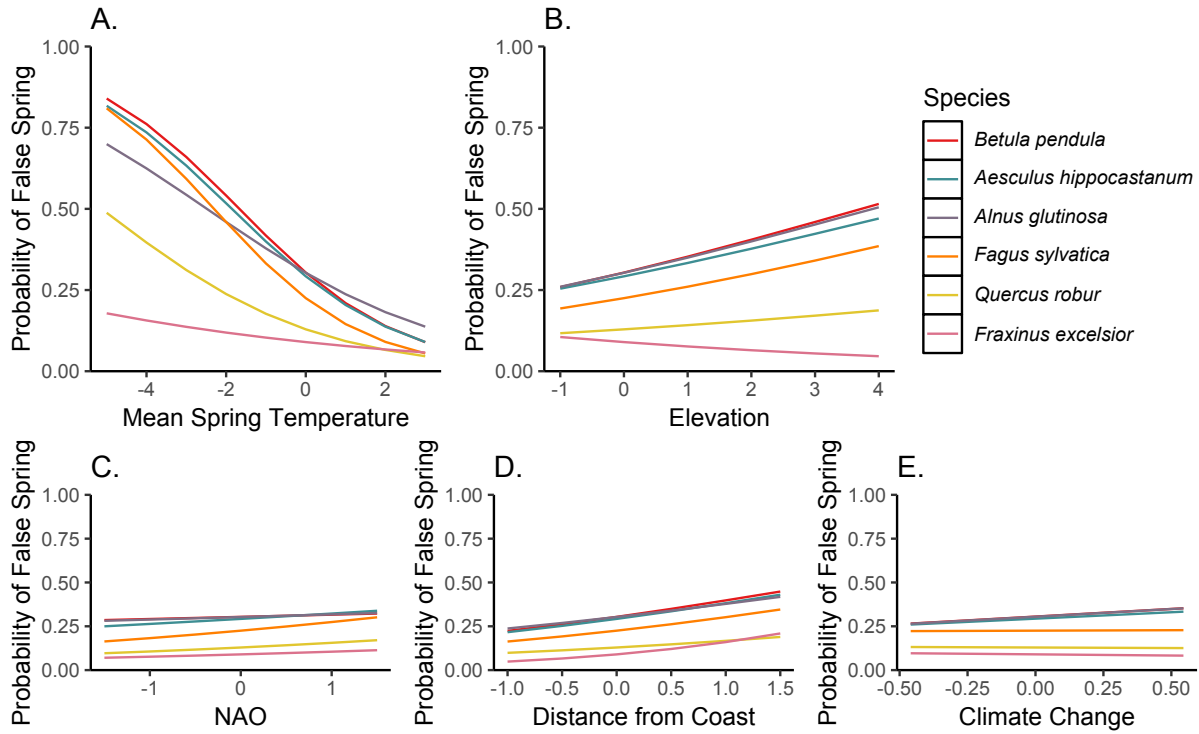 A.
Probability of False Spring
1.00
0.75
0.50
0.25
0.00
-4
-2
0
2
Mean Spring Temperature
B.
Probability of False Spring
1.00
0.75
0.50
0.25
0.00
-1
0
1
2
3
4
Elevation
Species
Betula pendula
Aesculus hippocastanum
Alnus glutinosa
Fagus sylvatica
Quercus robur
Fraxinus excelsior
C.
Probability of False Spring
1.00
0.75
0.50
0.25
0.00
-1
0
1
NAO
D.
Probability of False Spring
1.00
0.75
0.50
0.25
0.00
-1.0
-0.5
0.0
0.5
1.0
1.5
Distance from Coast
E.
Probability of False Spring
1.00
0.75
0.50
0.25
0.00
-0.50
-0.25
0.00
0.25
0.50
Climate Change